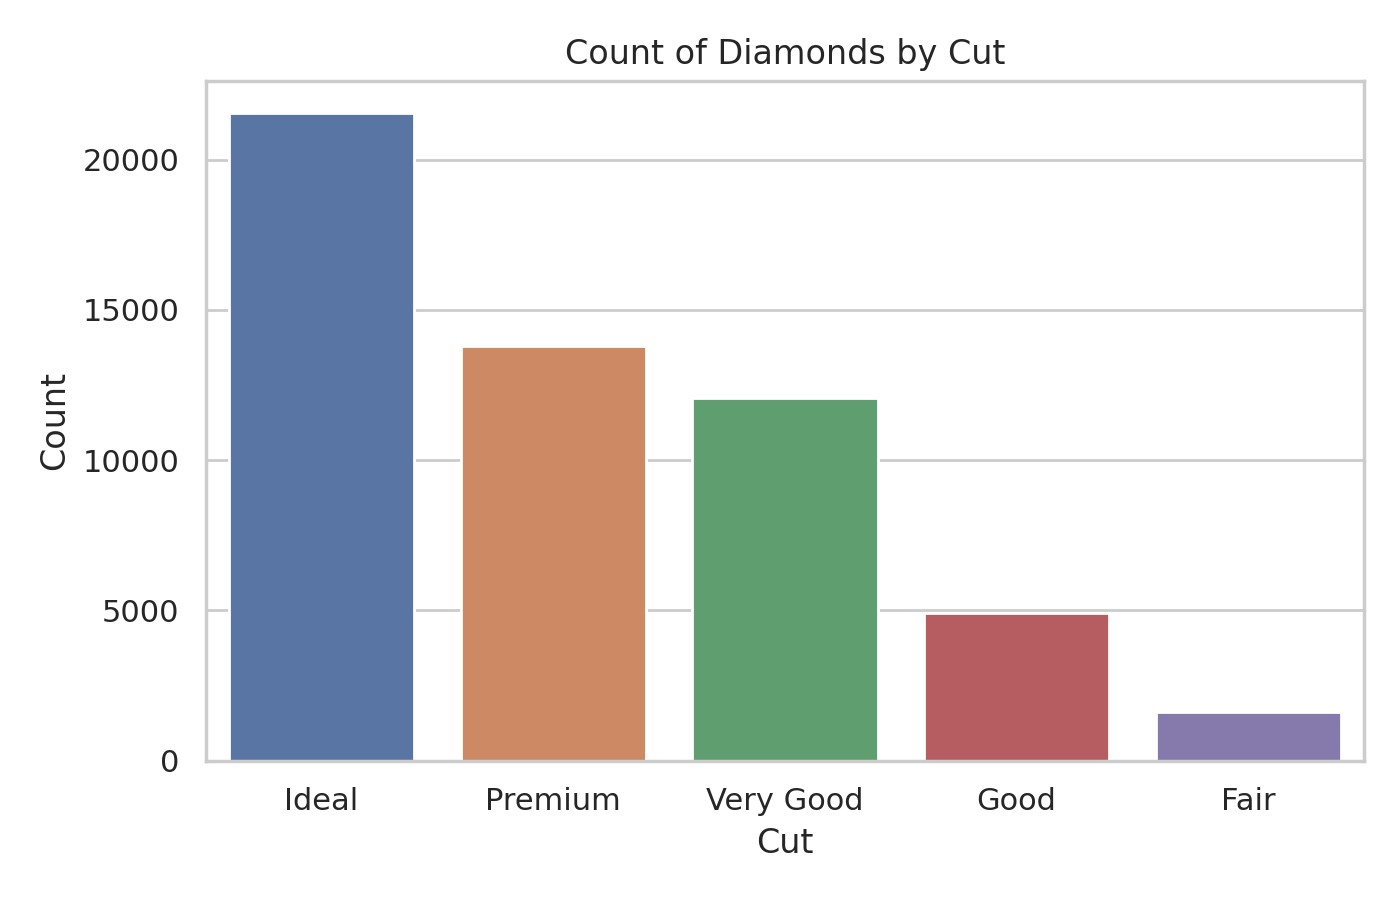 Count of Diamonds by Cut
Count
20000
15000
10000
5000
0
Ideal Premium Very Good Good Fair
Cut